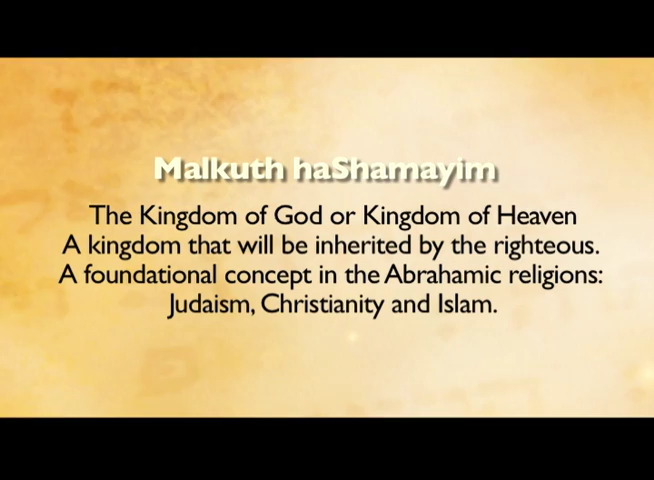 Malkuth haShamayim
The Kingdom of God or Kingdom of Heaven
A kingdom that will be inherited by the righteous.
A foundational concept in the Abrahamic religions:
Judaism, Christianity and Islam.